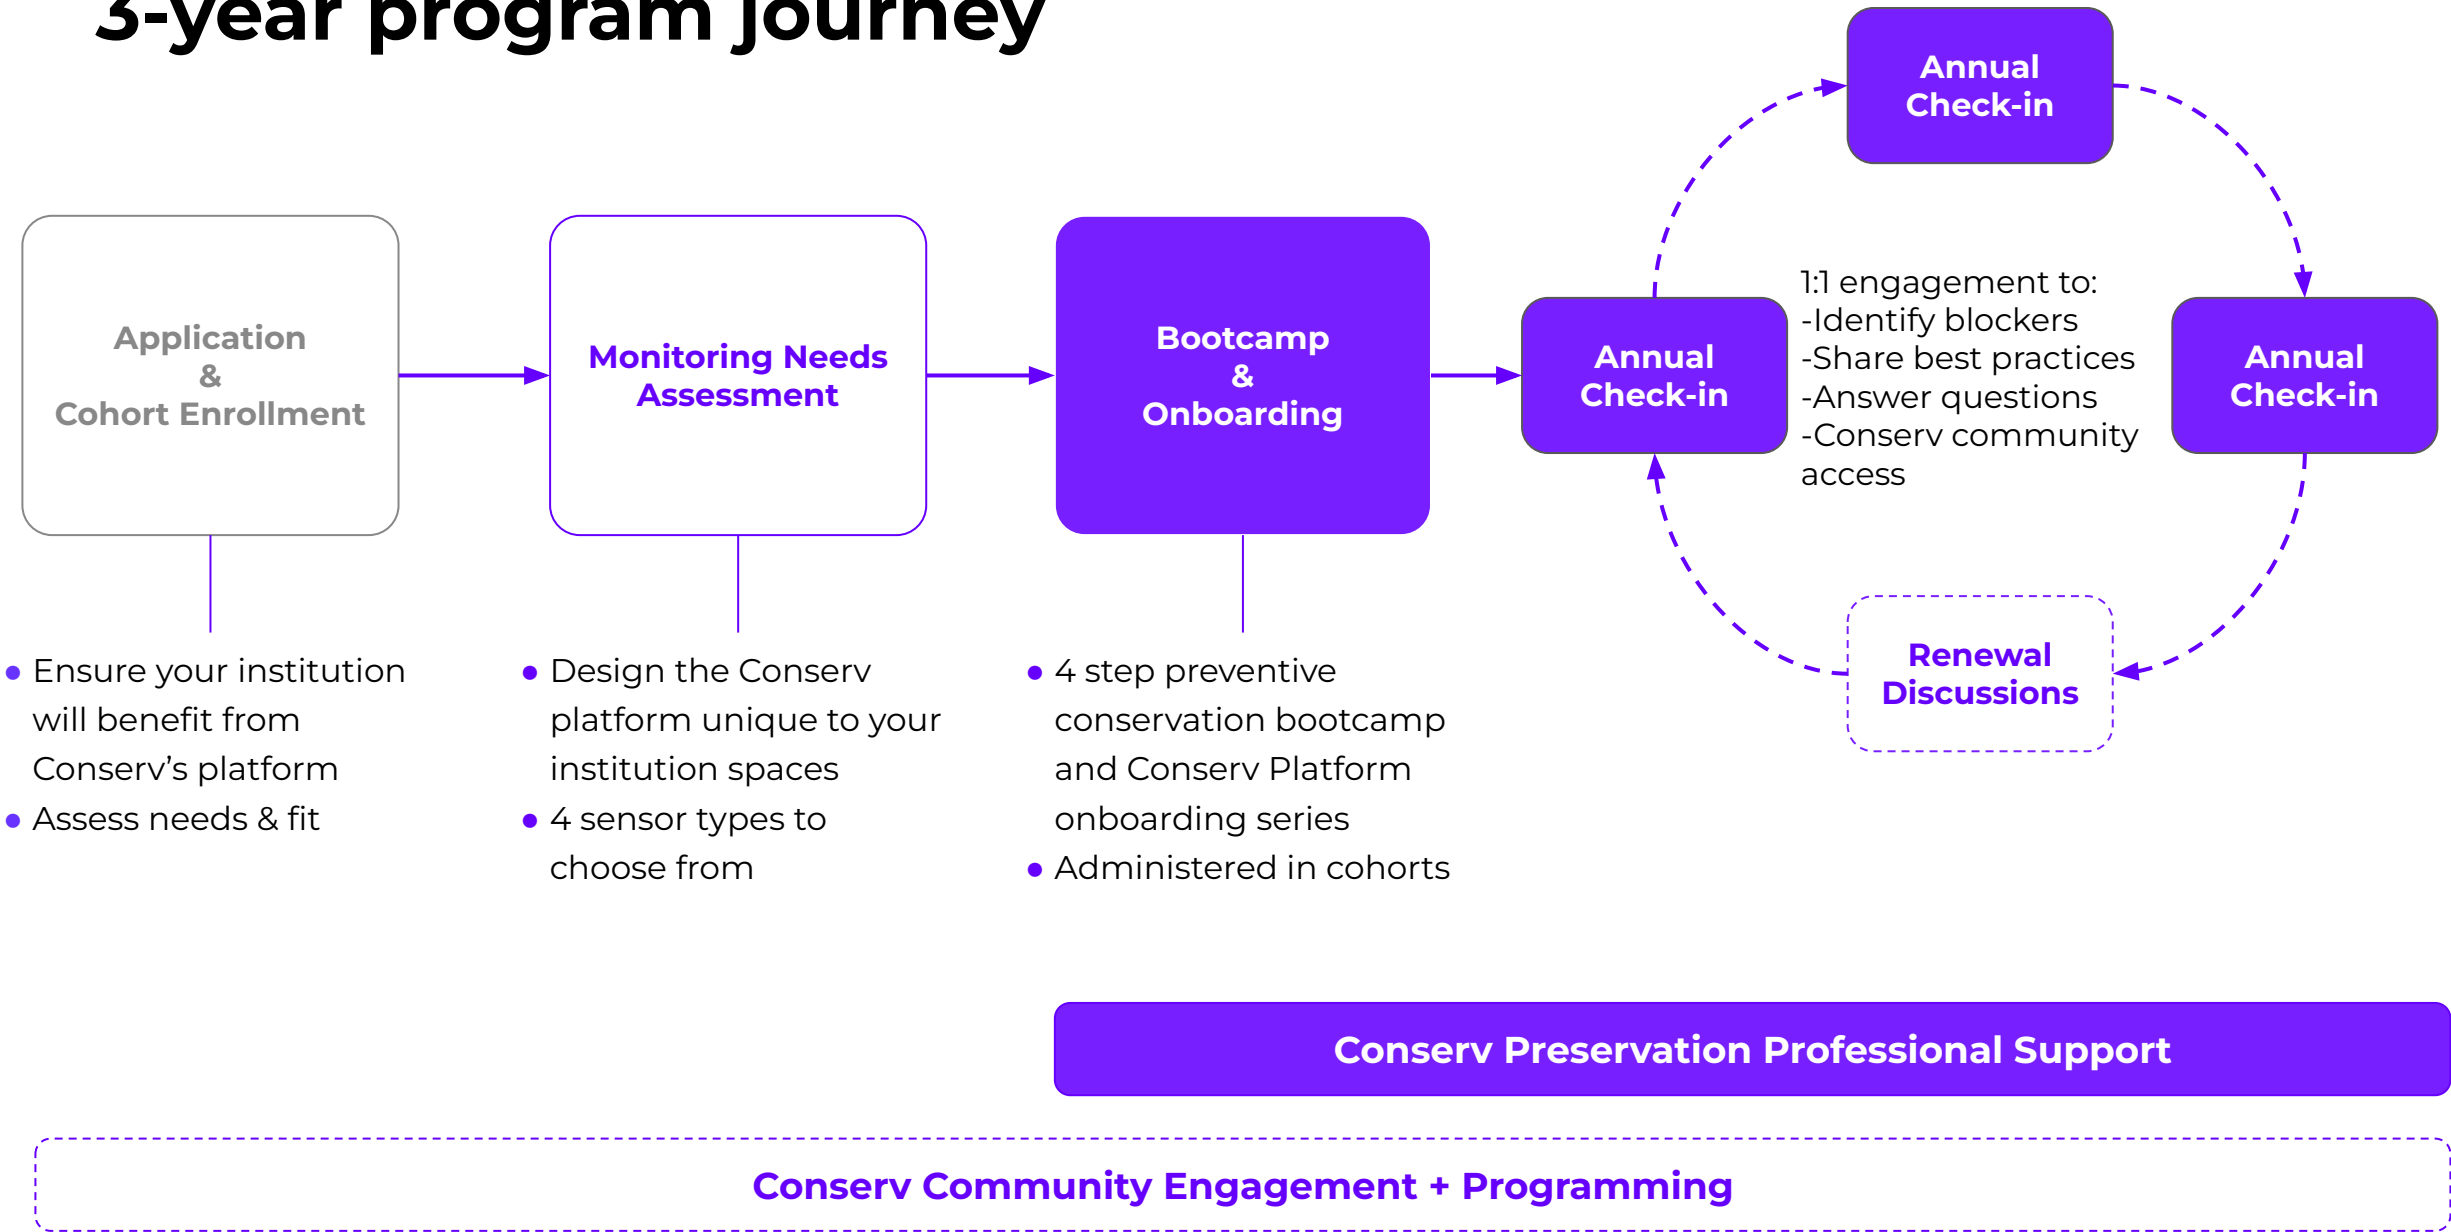 3-year program journey
Application
&
Cohort Enrollment
Monitoring Needs
Assessment
Bootcamp
&
Onboarding
Annual
Check-in
Annual
Check-in
1:1 engagement to:
-Identify blockers
-Share best practices
-Answer questions
-Conserv community
access
Annual
Check-in
Renewal
Discussions
● Ensure your institution
will benefit from
Conserv’s platform
● Assess needs & fit
● Design the Conserv
platform unique to your
institution spaces
● 4 sensor types to
choose from
● 4 step preventive
conservation bootcamp
and Conserv Platform
onboarding series
● Administered in cohorts
Conserv Preservation Professional Support
Conserv Community Engagement + Programming